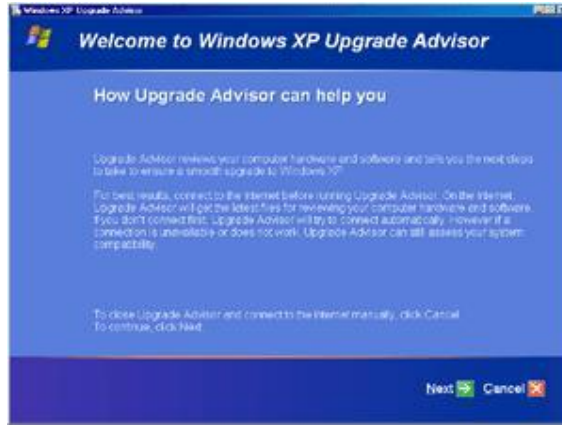 Windows XP Upgrade Advisor
Welcome to Windows XP Upgrade Advisor
How Upgrade Advisor can help you
Upgrade Advisor reviews your computer hardware and software and tells you the next steps
to take to ensure a smooth upgrade to Windows XP.
For best results, connect to the Internet before running Upgrade Advisor. On the Internet,
Upgrade Advisor will get the latest files for reviewing your computer hardware and software.
If you don't connect first, Upgrade Advisor will try to connect automatically. However if a
connection is unavailable or does not work, Upgrade Advisor can still assess your system
compatibility.
To close Upgrade Advisor and connect to the Internet manually, click Cancel.
To continue, click Next.
Next Cancel